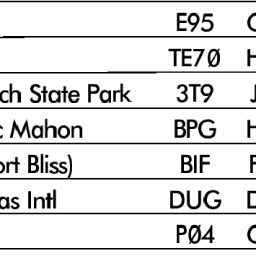 E95
TE7Ø H
ch State Park 3T9 J
c Mahon BPG H
ort Bliss) BIF F
as Intl DUG D
PØ4